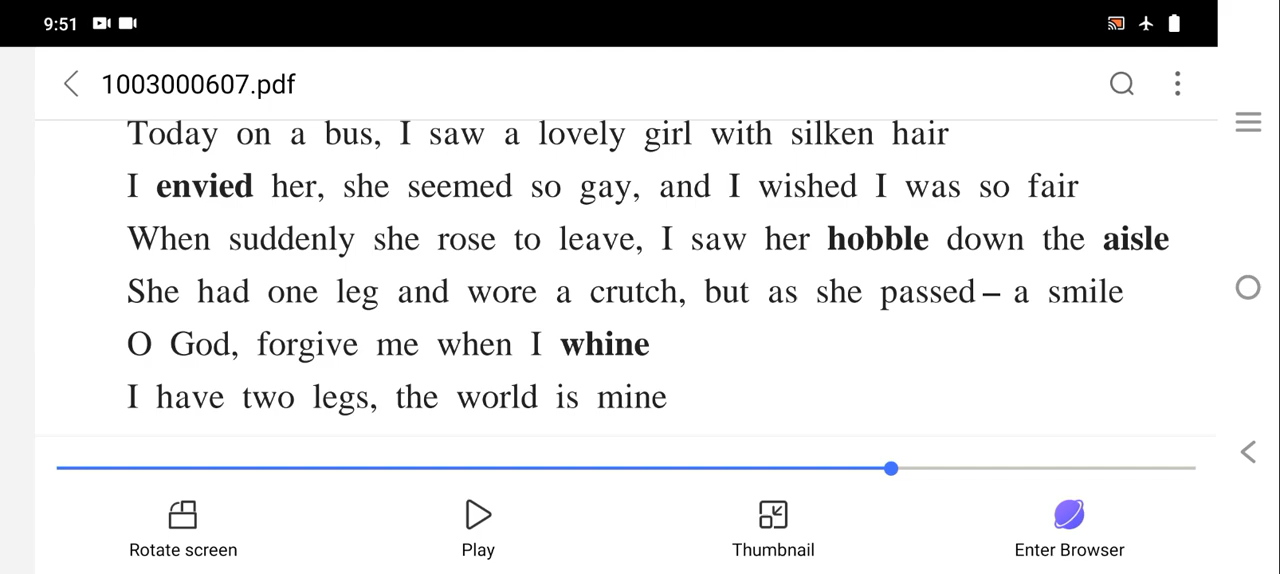 9:51
1003000607.pdf
Today on a bus, I saw a lovely girl with silken hair
I envied her, she seemed so gay, and I wished I was so fair
When suddenly she rose to leave, I saw her hobble down the aisle
She had one leg and wore a crutch, but as she passed – a smile
O God, forgive me when I whine
I have two legs, the world is mine
Rotate screen
Play
Thumbnail
Enter Browser